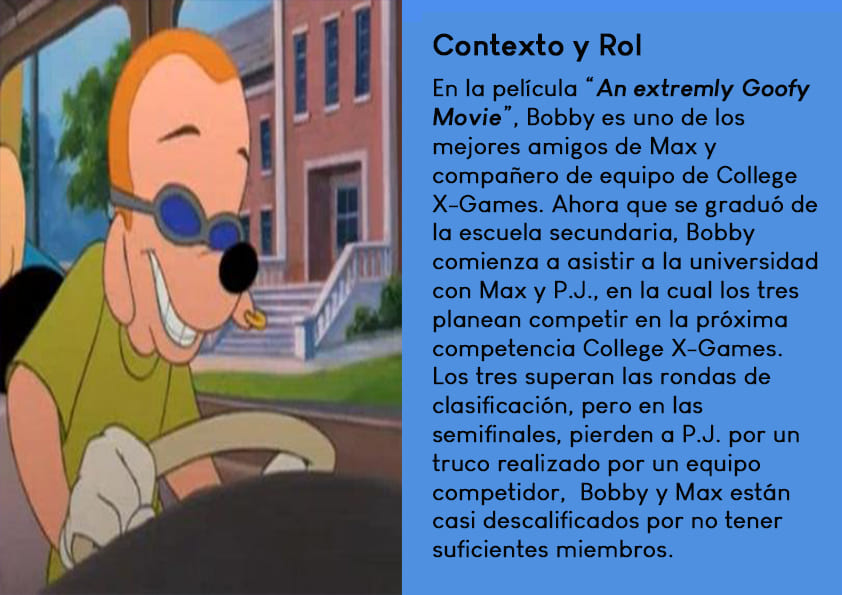 Contexto y Rol
En la película “An extremly Goofy
Movie”, Bobby es uno de los
mejores amigos de Max y
compañero de equipo de College
X-Games. Ahora que se graduó de
la escuela secundaria, Bobby
comienza a asistir a la universidad
con Max y P.J., en la cual los tres
planean competir en la próxima
competencia College X-Games.
Los tres superan las rondas de
clasificación, pero en las
semifinales, pierden a P.J. por un
truco realizado por un equipo
competidor,  Bobby y Max están
casi descalificados por no tener
suficientes miembros.